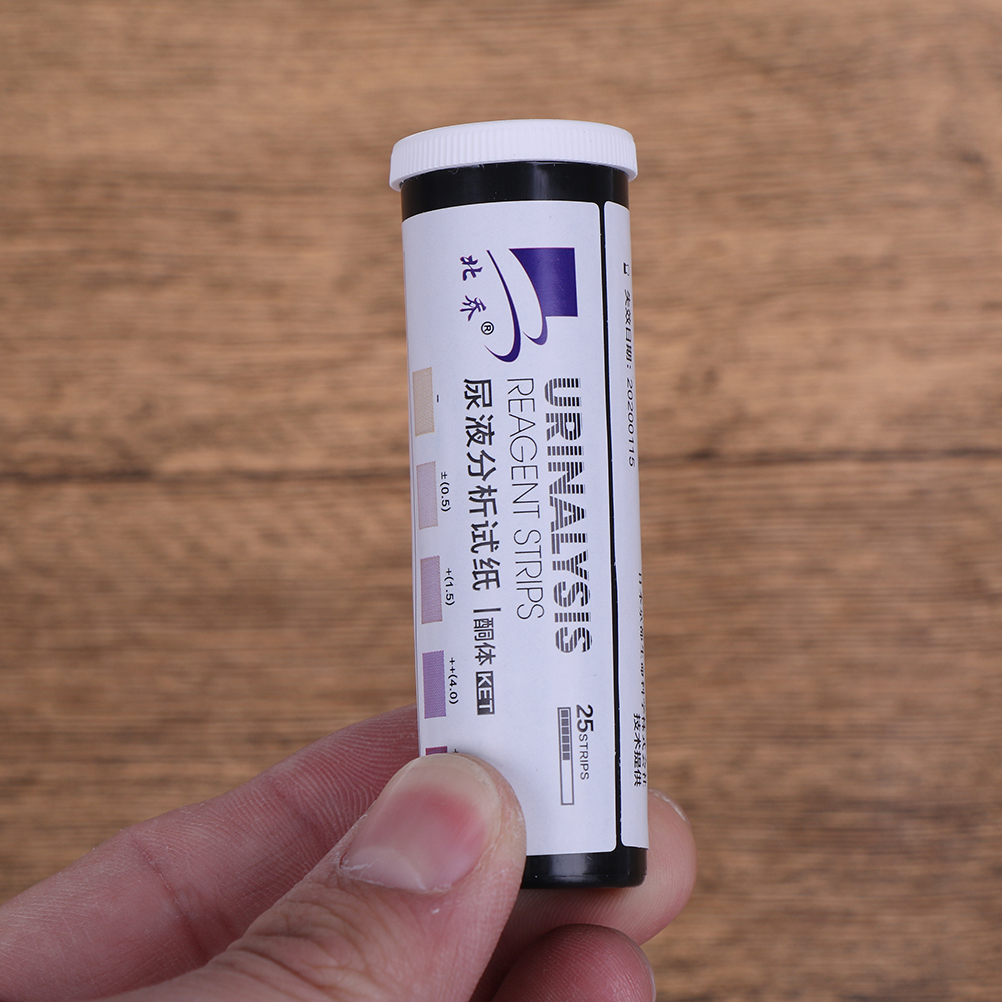 北乔®
URINALYSIS
REAGENT STRIPS
尿液分析试纸 | 酮体 KET
25 STRIPS
-
±(0.5)
+(1.5)
++(4.0)
失效日期: 20200115
技术提供